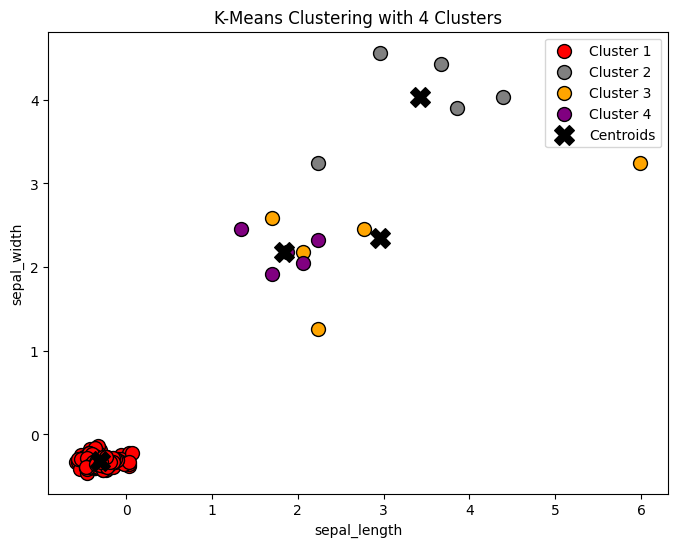 K-Means Clustering with 4 Clusters
Cluster 1
Cluster 2
Cluster 3
Cluster 4
Centroids
4
3
2
1
0
sepal_width
0
1
2
3
4
5
6
sepal_length